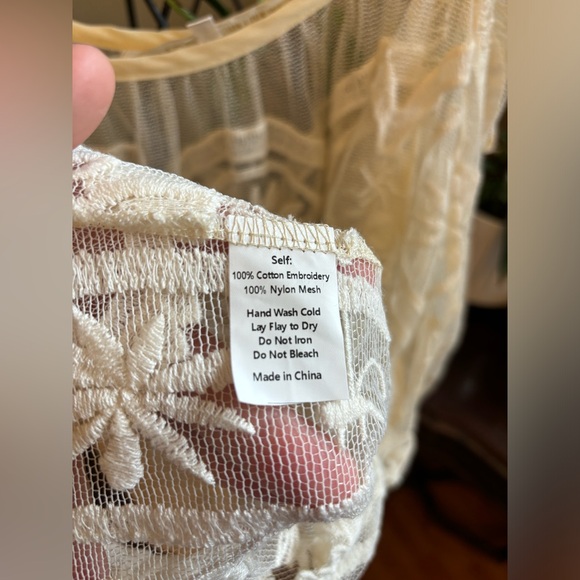 Self:
100% Cotton Embroidery
100% Nylon Mesh
Hand Wash Cold
Lay Flay to Dry
Do Not Iron
Do Not Bleach
Made in China